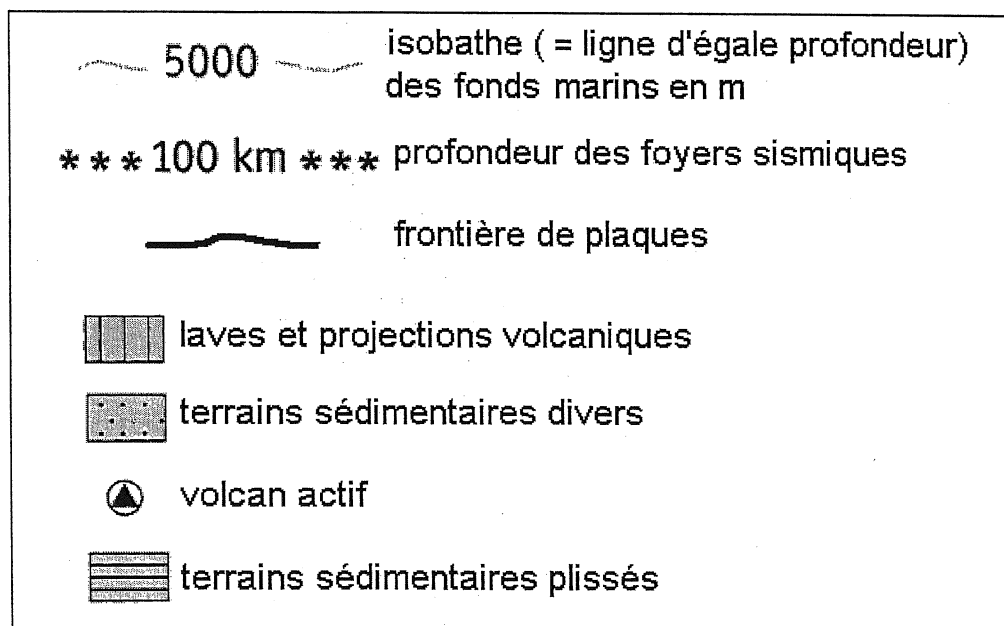 5000 isobathe ( = ligne d'égale profondeur)
des fonds marins en m
***100 km*** profondeur des foyers sismiques
frontière de plaques
laves et projections volcaniques
terrains sédimentaires divers
volcan actif
terrains sédimentaires plissés